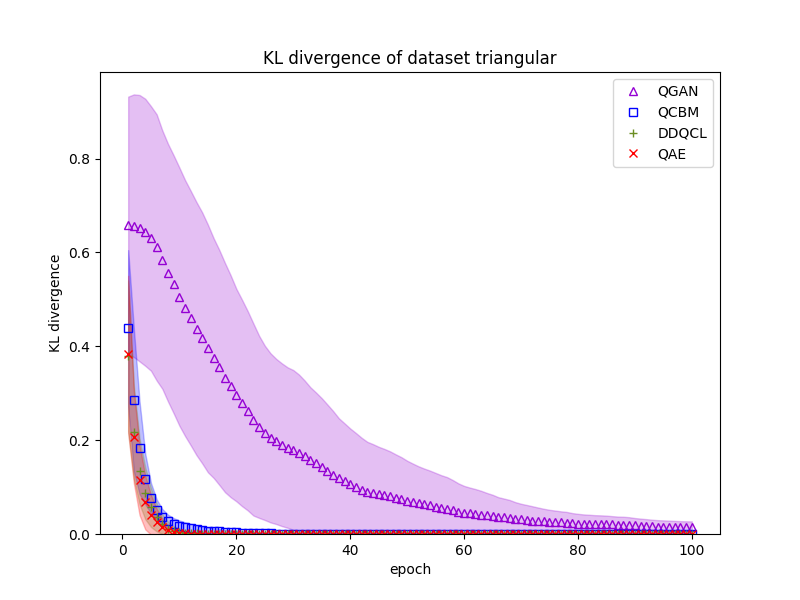 KL divergence of dataset triangular
QGAN
QCBM
DDQCL
QAE
KL divergence
0.8
0.6
0.4
0.2
0.0
0 20 40 60 80 100
epoch